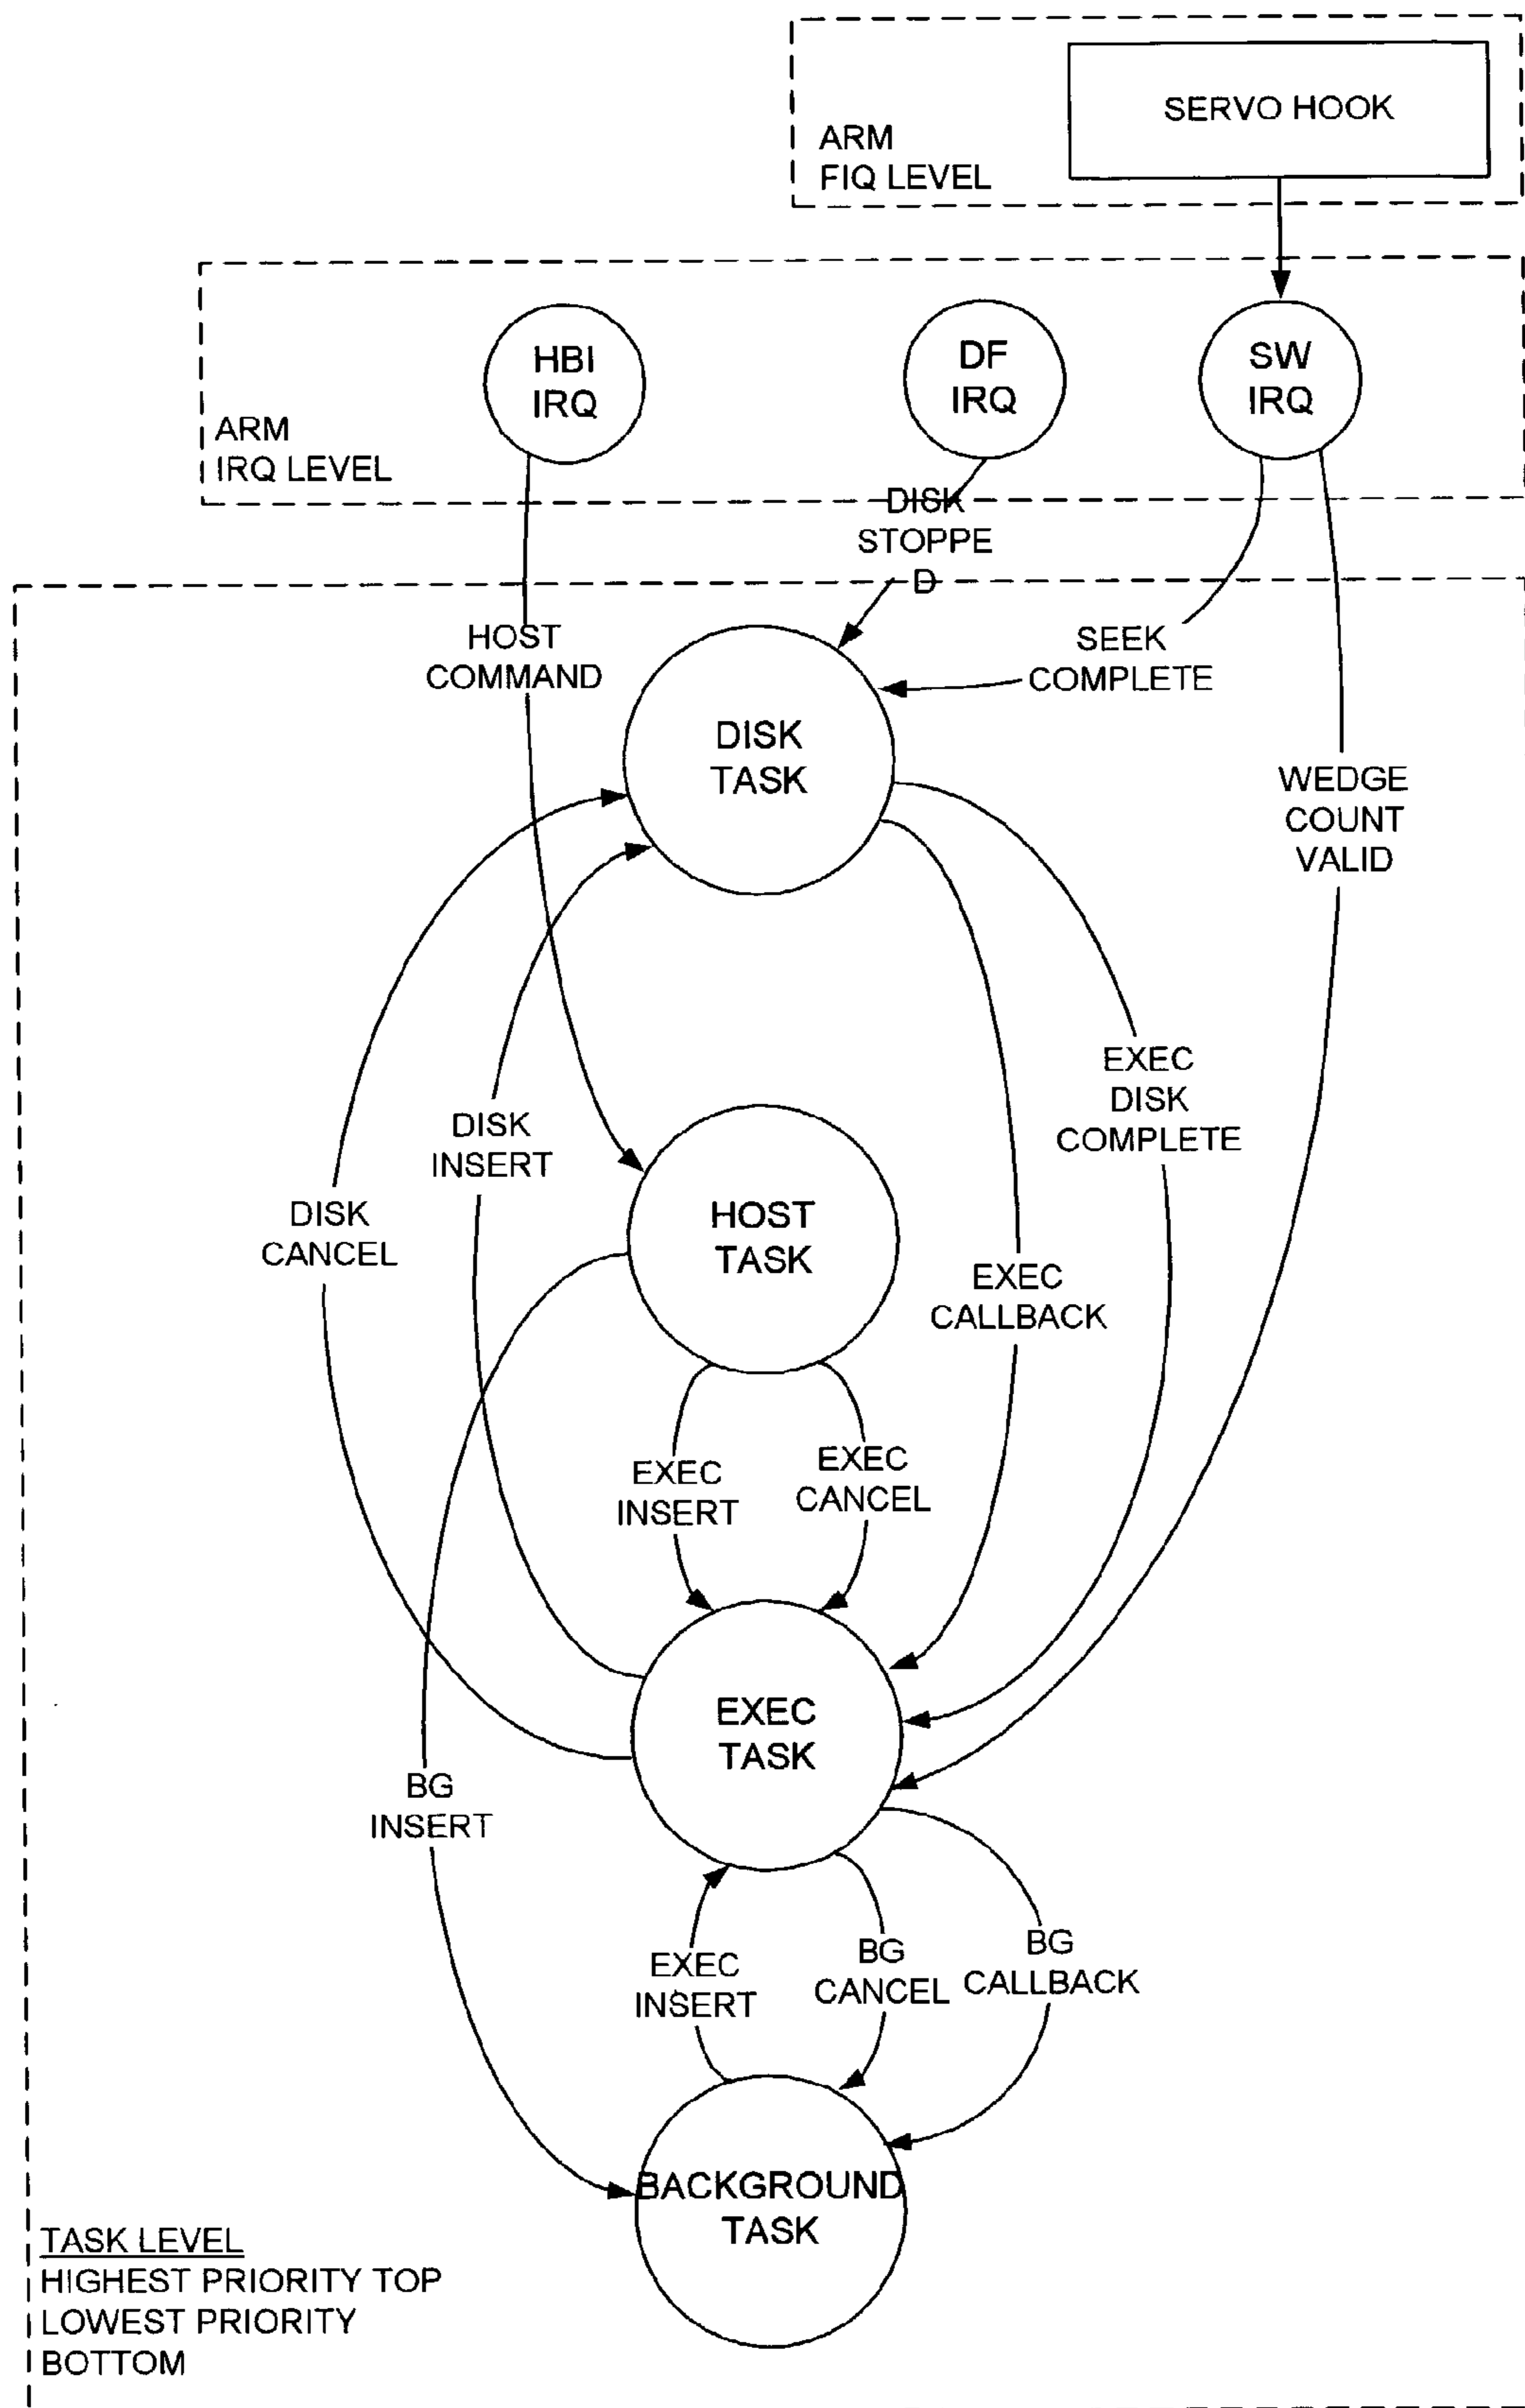 SERVO HOOK
ARM
FIQ LEVEL
HBI
IRQ
DF
IRQ
SW
IRQ
ARM
IRQ LEVEL
DISK
STOPPE
D
HOST
COMMAND
SEEK
COMPLETE
DISK
TASK
WEDGE
COUNT
VALID
EXEC
DISK
COMPLETE
DISK
INSERT
DISK
CANCEL
HOST
TASK
EXEC
CALLBACK
EXEC
INSERT
EXEC
CANCEL
EXEC
TASK
BG
INSERT
EXEC
INSERT
BG
CANCEL
BG
CALLBACK
BACKGROUND
TASK
TASK LEVEL
HIGHEST PRIORITY TOP
LOWEST PRIORITY
BOTTOM